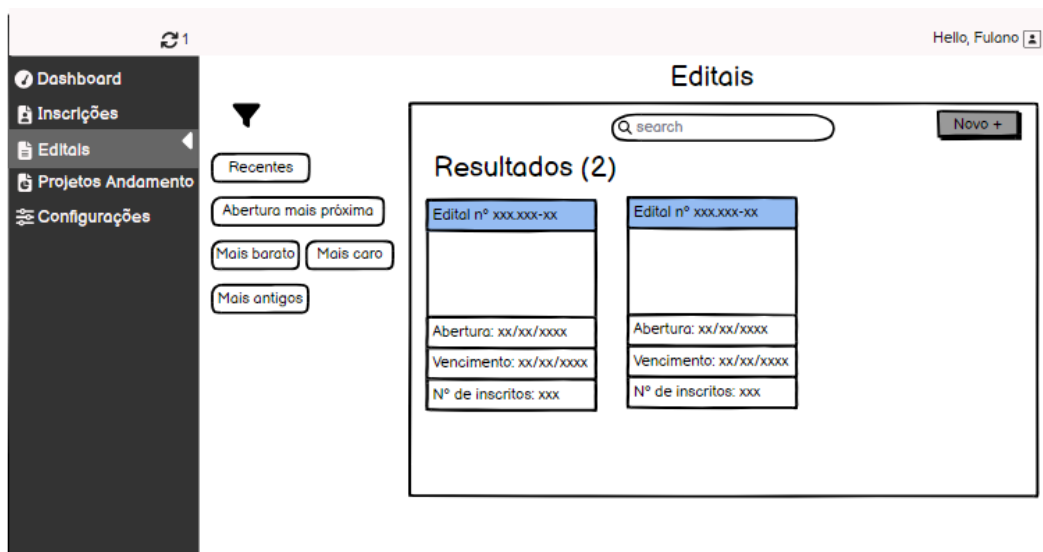 1
Hello, Fulano
Dashboard
Inscrições
Editais
Projetos Andamento
Configurações
Recentes
Abertura mais próxima
Mais barato
Mais caro
Mais antigos
Editais
search
Novo +
Resultados (2)
Edital nº xxx.xxx-xx
Abertura: xx/xx/xxxx
Vencimento: xx/xx/xxxx
Nº de inscritos: xxx
Edital nº xxx.xxx-xx
Abertura: xx/xx/xxxx
Vencimento: xx/xx/xxxx
Nº de inscritos: xxx